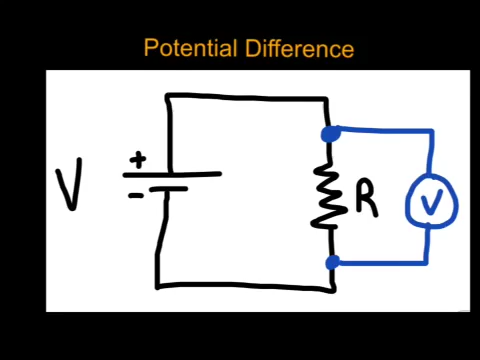 Potential Difference
V
+
-
R
V